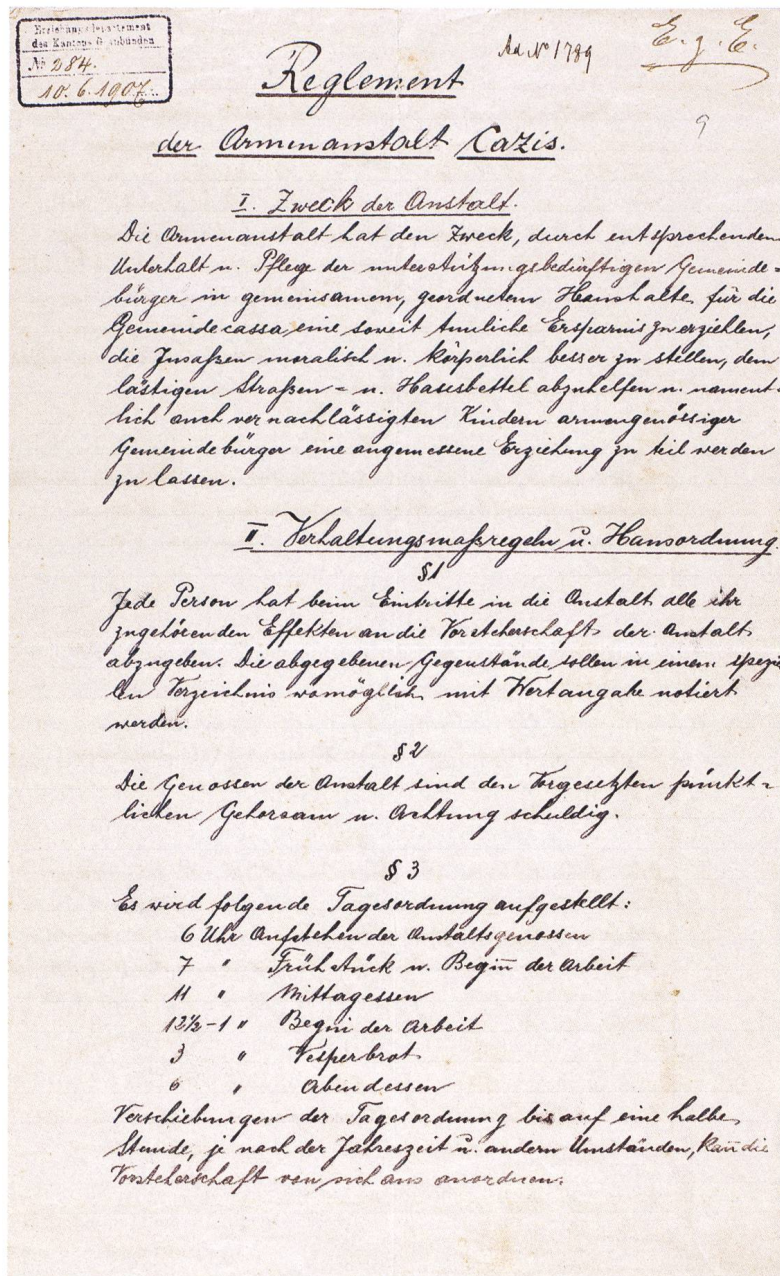 Erziehungsdepartement
des Kantons Graubünden
No 284.
10. 6. 1907.
Ad No 1789
E. z. E.
9
Reglement
der Armenanstalt Cazis.
I. Zweck der Anstalt.
Die Armenanstalt hat den Zweck, durch entsprechenden
Unterhalt u. Pflege der unterstützungsbedürftigen Gemeinde=
bürger in gemeinsamem, geordnetem Haushalte für die
Gemeindecassa eine soweit tunliche Ersparnis zu erziehlen,
die Insaßen moralisch u. körperlich besser zu stellen, dem
lästigen Straßen= u. Hausbettel abzuhelfen u. nament=
lich auch vernachlässigten Kindern armengenössiger
Gemeindebürger eine angemessene Erziehung zu teil werden
zu lassen.
II. Verhaltungsmaßregeln u. Hausordnung.
§1
Jede Person hat beim Eintritte in die Anstalt alle ihr
zugehörenden Effekten an die Vorsteherschaft der Anstalt
abzugeben. Die abgegebenen Gegenstände sollen in einem spezie
len Verzeichnis womöglich mit Wertangabe notiert
werden.
§2
Die Genossen der Anstalt sind den Vorgesetzten pünkt=
lichen Gehorsam u. Achtung schuldig.
§ 3
Es wird folgende Tagesordnung aufgestellt:
6 Uhr Aufstehen der Anstaltsgenossen
7 " Frühstück u. Begin̄ der Arbeit
11 " Mittagessen
12½-1 " Begin der Arbeit
3 " Vesperbrot
6 " Abendessen
Verschiebungen der Tagesordnung bis auf eine halbe
Stunde, je nach der Jahreszeit u. andern Umständen, kan̄ die
Vorsteherschaft von sich aus anordnen.